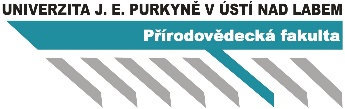 UNIVERZITA J. E. PURKYNĚ V ÚSTÍ NAD LABEM
Přírodovědecká fakulta